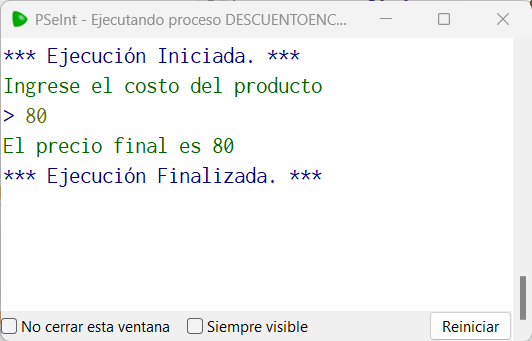 PSeInt - Ejecutando proceso DESCUENTOENC...
*** Ejecución Iniciada. ***
Ingrese el costo del producto
> 80
El precio final es 80
*** Ejecución Finalizada. ***
No cerrar esta ventana Siempre visible Reiniciar